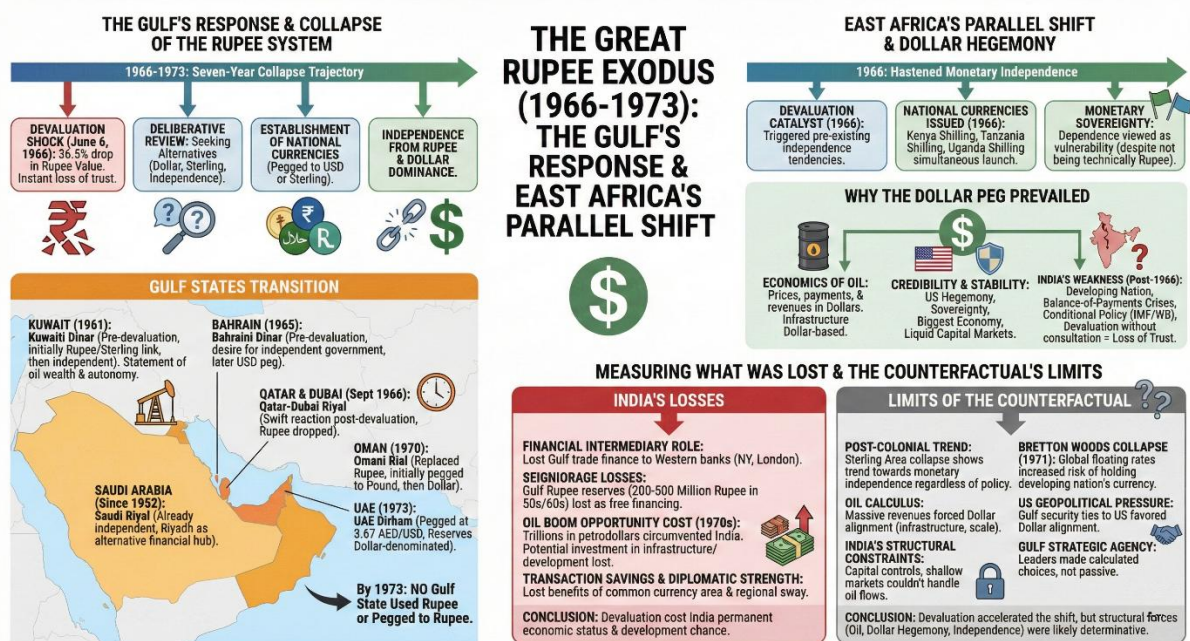 THE GULF'S RESPONSE & COLLAPSE
OF THE RUPEE SYSTEM
1966-1973: Seven-Year Collapse Trajectory
DEVALUATION
SHOCK (June 6,
1966): 36.5% drop
in Rupee Value.
Instant loss of trust.
DELIBERATIVE
REVIEW: Seeking
Alternatives
(Dollar, Sterling,
Independence).
ESTABLISHMENT
OF NATIONAL
CURRENCIES
(Pegged to USD
or Sterling).
INDEPENDENCE
FROM RUPEE
& DOLLAR
DOMINANCE.
?
?
₹
حلال
R
$
THE GREAT
RUPEE EXODUS
(1966-1973):
THE GULF'S
RESPONSE &
EAST AFRICA'S
PARALLEL SHIFT
$
EAST AFRICA'S PARALLEL SHIFT
& DOLLAR HEGEMONY
1966: Hastened Monetary Independence
DEVALUATION
CATALYST (1966):
Triggered pre-existing
independence
tendencies.
NATIONAL CURRENCIES
ISSUED (1966):
Kenya Shilling, Tanzania
Shilling, Uganda Shilling
simultaneous launch.
MONETARY
SOVEREIGNTY:
Dependence viewed as
vulnerability (despite not
being technically Rupee).
WHY THE DOLLAR PEG PREVAILED
$
?
ECONOMICS OF OIL:
Prices, payments, &
revenues in Dollars.
Infrastructure
Dollar-based.
CREDIBILITY & STABILITY:
US Hegemony,
Sovereignty,
Biggest Economy,
Liquid Capital Markets.
INDIA'S WEAKNESS (Post-1966):
Developing Nation,
Balance-of-Payments Crises,
Conditional Policy (IMF/WB),
Devaluation without
consultation = Loss of Trust.
GULF STATES TRANSITION
KUWAIT (1961):
Kuwaiti Dinar (Pre-devaluation,
initially Rupee/Sterling link,
then independent). Statement of
oil wealth & autonomy.
BAHRAIN (1965):
Bahraini Dinar (Pre-devaluation,
desire for independent government,
later USD peg).
QATAR & DUBAI (Sept 1966):
Qatar-Dubai Riyal
(Swift reaction post-devaluation,
Rupee dropped).
OMAN (1970):
Omani Rial (Replaced
Rupee, initially pegged
to Pound, then Dollar).
SAUDI ARABIA
(Since 1952):
Saudi Riyal (Already
independent, Riyadh as
alternative financial hub).
UAE (1973):
UAE Dirham (Pegged at
3.67 AED/USD, Reserves
Dollar-denominated).
By 1973: NO Gulf
State Used Rupee
or Pegged to Rupee.
MEASURING WHAT WAS LOST & THE COUNTERFACTUAL'S LIMITS
INDIA'S LOSSES
FINANCIAL INTERMEDIARY ROLE:
Lost Gulf trade finance to Western banks (NY, London).
SEIGNIORAGE LOSSES:
Gulf Rupee reserves (200-500 Million Rupee in
50s/60s) lost as free financing.
OIL BOOM OPPORTUNITY COST (1970s):
Trillions in petrodollars circumvented India.
Potential investment in infrastructure/
development lost.
TRANSACTION SAVINGS & DIPLOMATIC STRENGTH:
Lost benefits of common currency area & regional sway.
CONCLUSION: Devaluation cost India permanent
economic status & development chance.
LIMITS OF THE COUNTERFACTUAL
??
POST-COLONIAL TREND:
Sterling Area collapse shows
trend towards monetary
independence regardless of policy.
OIL CALCULUS:
Massive revenues forced Dollar
alignment (infrastructure, scale).
INDIA'S STRUCTURAL
CONSTRAINTS:
Capital controls, shallow
markets couldn't handle
oil flows.
BRETTON WOODS COLLAPSE
(1971): Global floating rates
increased risk of holding
developing nation's currency.
US GEOPOLITICAL PRESSURE:
Gulf security ties to US favored
Dollar alignment.
GULF STRATEGIC AGENCY:
Leaders made calculated
choices, not passive.
CONCLUSION: Devaluation accelerated the shift, but structural forces
(Oil, Dollar Hegemony, Independence) were likely determinative.